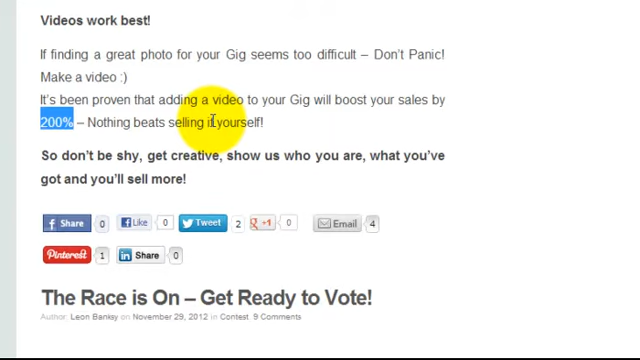 Videos work best!
If finding a great photo for your Gig seems too difficult – Don't Panic!
Make a video :)
It's been proven that adding a video to your Gig will boost your sales by
200% – Nothing beats selling it yourself!
So don't be shy, get creative, show us who you are, what you've
got and you'll sell more!
Share 0 Like 0 Tweet 2 +1 0 Email 4
Pinterest 1 Share 0
The Race is On – Get Ready to Vote!
Author: Leon Banksy on November 29, 2012 in Contest. 9 Comments